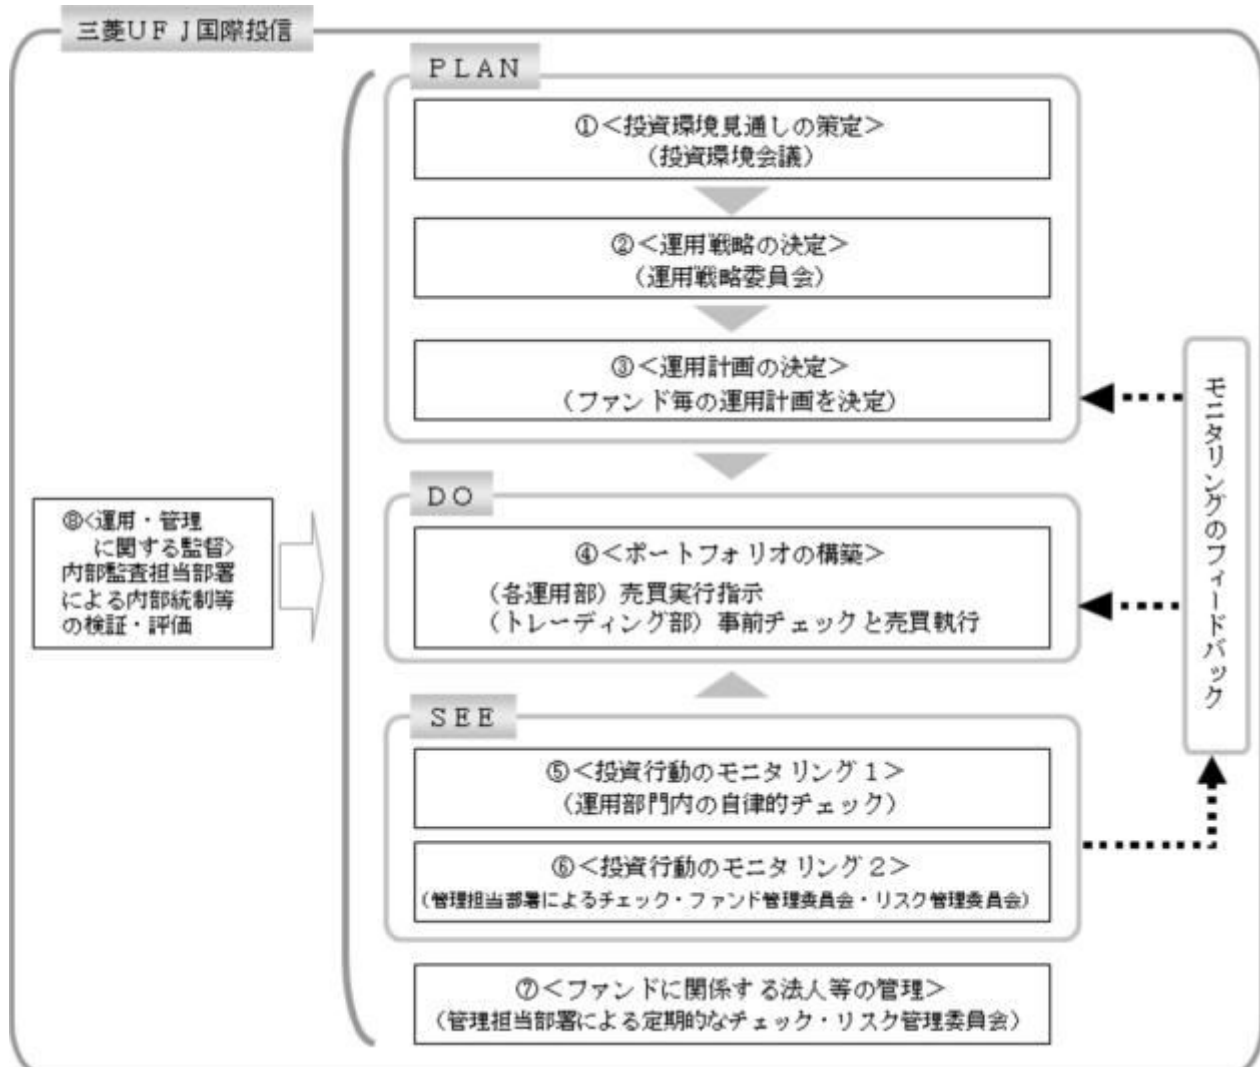 三菱UFJ国際投信
PLAN
①＜投資環境見通しの策定＞
（投資環境会議）
②＜運用戦略の決定＞
（運用戦略委員会）
③＜運用計画の決定＞
（ファンド毎の運用計画を決定）
DO
④＜ポートフォリオの構築＞
（各運用部）売買実行指示
（トレーディング部）事前チェックと売買執行
SEE
⑤＜投資行動のモニタリング１＞
（運用部門内の自律的チェック）
⑥＜投資行動のモニタリング２＞
（管理担当部署によるチェック・ファンド管理委員会・リスク管理委員会）
⑦＜ファンドに関係する法人等の管理＞
（管理担当部署による定期的なチェック・リスク管理委員会）
⑧＜運用・管理
に関する監督＞
内部監査担当部署
による内部統制等
の検証・評価
モニタリングのフィードバック